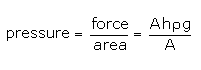 pressure = force/area = Ahρg/A